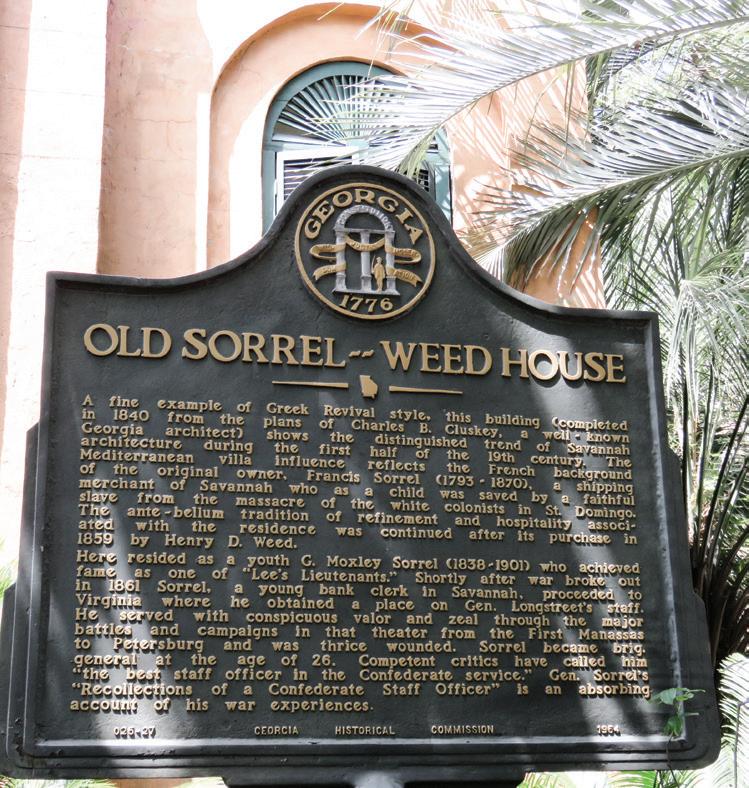 GEORGIA
1776
OLD SORREL--WEED HOUSE
A fine example of Greek Revival style, this building (completed
in 1840 from the plans of Charles B. Cluskey, a well-known
Georgia architect) shows the distinguished trend of Savannah
architecture during the first half of the 19th century. The
Mediterranean villa influence reflects the French background
of the original owner, Francis Sorrel (1793-1870), a shipping
merchant of Savannah who as a child was saved by a faithful
slave from the massacre of the white colonists in St. Domingo.
The ante-bellum tradition of refinement and hospitality associ-
ated with the residence was continued after its purchase in
1859 by Henry D. Weed.
Here resided as a youth G. Moxley Sorrel (1838-1901) who achieved
fame as one of "Lee's Lieutenants." Shortly after war broke out
in 1861 Sorrel, a young bank clerk in Savannah, proceeded to
Virginia where he obtained a place on Gen. Longstreet's staff.
He served with conspicuous valor and zeal through the major
battles and campaigns in that theater from the First Manassas
to Petersburg and was thrice wounded. Sorrel became brig.
general at the age of 26. Competent critics have called him
"the best staff officer in the Confederate service." Gen. Sorrel's
"Recollections of a Confederate Staff Officer" is an absorbing
account of his war experiences.
025-27 GEORGIA HISTORICAL COMMISSION 1954